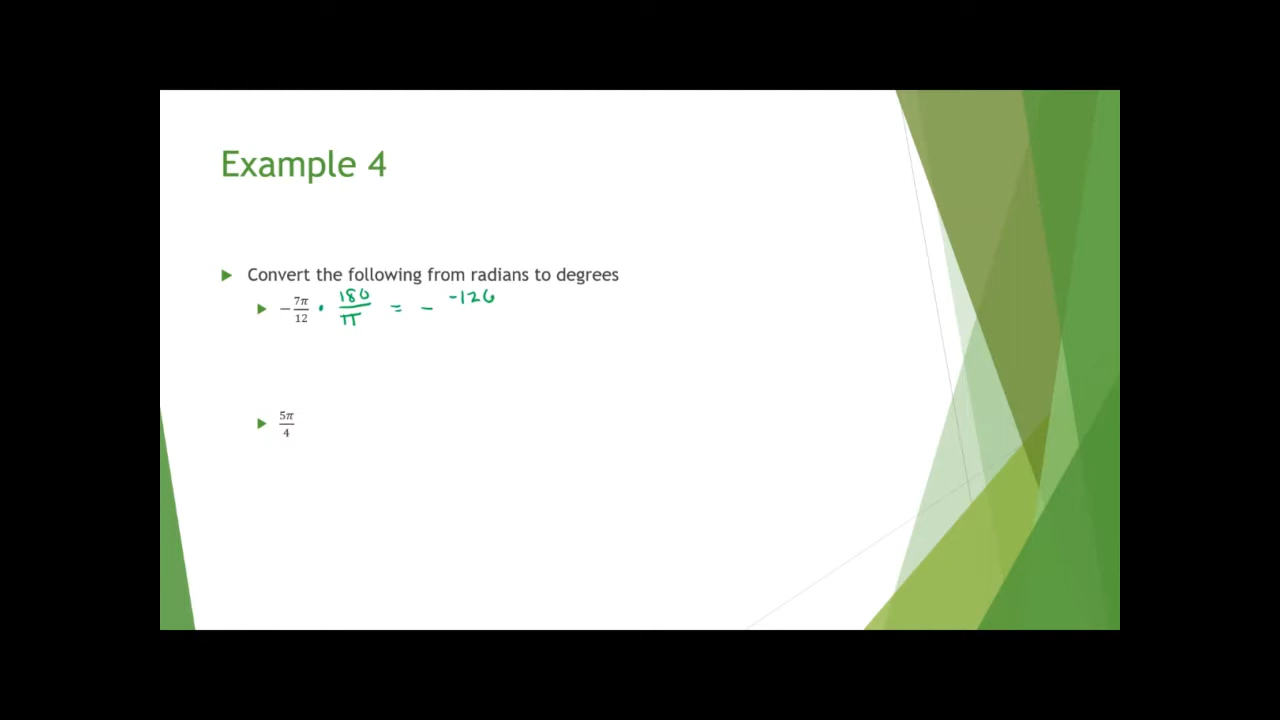 Example 4
Convert the following from radians to degrees
-7π/12 · 180/π = - -126
5π/4